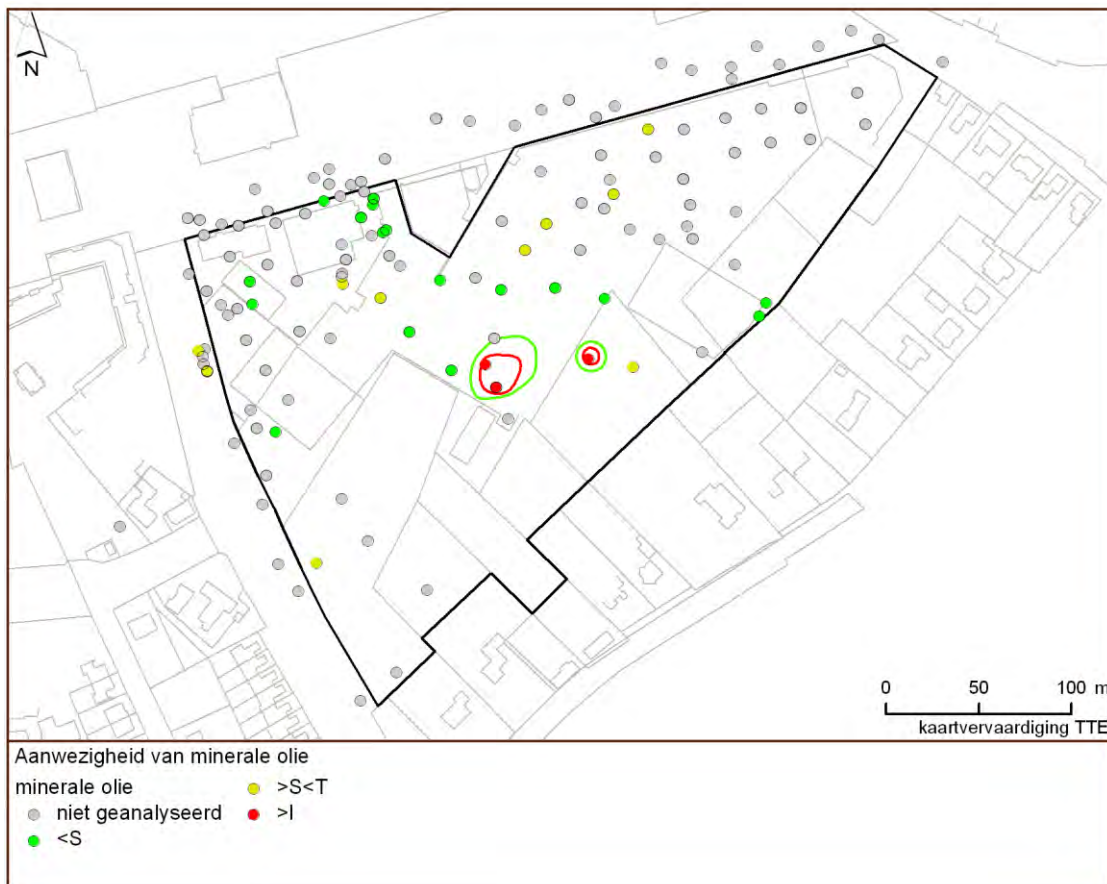 N
0 50 100 m
kaartvervaardiging TTE
Aanwezigheid van minerale olie
minerale olie
niet geanalyseerd
<S
>S<T
>I